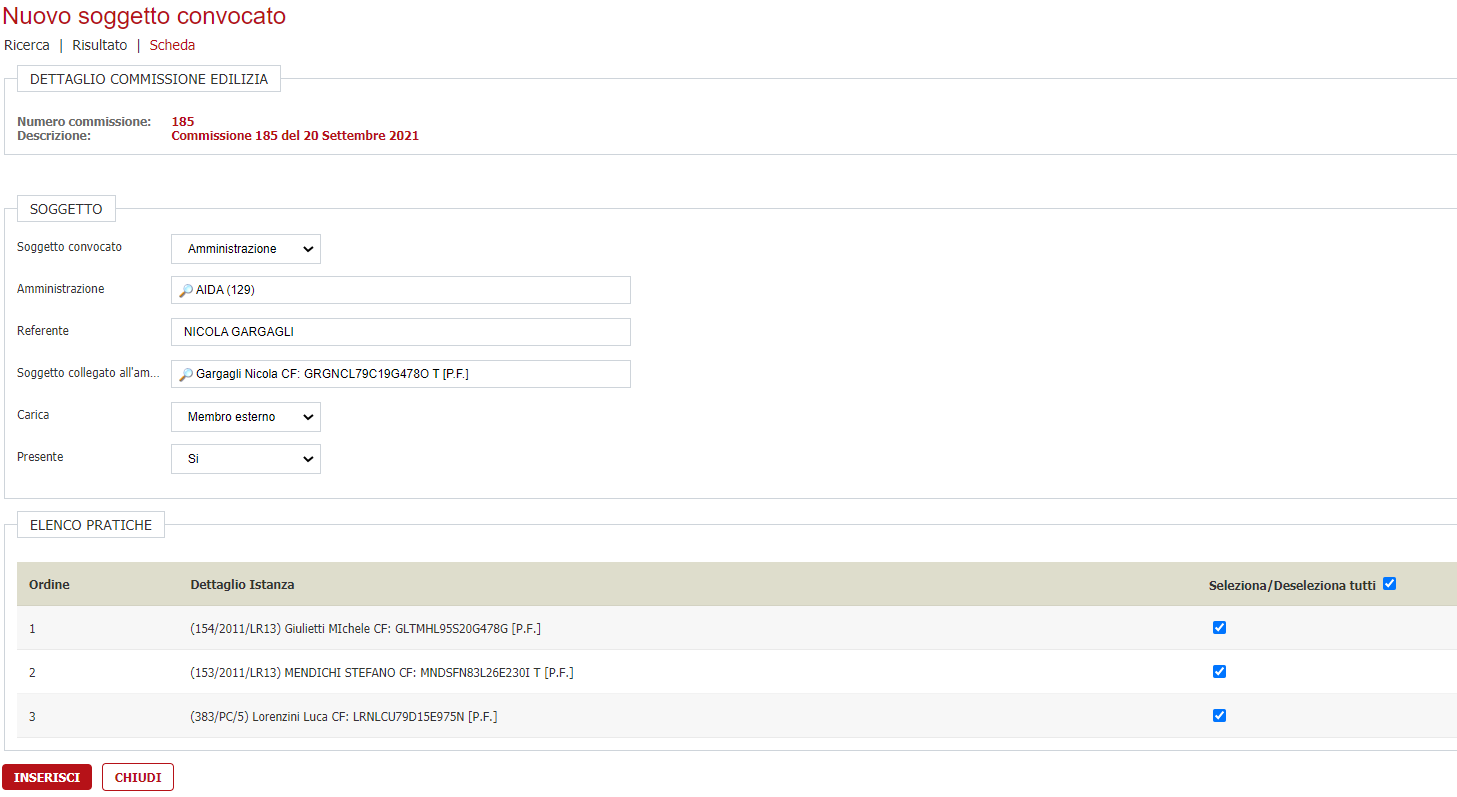 Nuovo soggetto convocato
Ricerca | Risultato | Scheda
DETTAGLIO COMMISSIONE EDILIZIA
Numero commissione: 185
Descrizione: Commissione 185 del 20 Settembre 2021
SOGGETTO
Soggetto convocato Amministrazione
Amministrazione AIDA (129)
Referente NICOLA GARGAGLI
Soggetto collegato all'am... Gargagli Nicola CF: GRGNCL79C19G478O T [P.F.]
Carica Membro esterno
Presente Si
ELENCO PRATICHE
Ordine Dettaglio Istanza Seleziona/Deseleziona tutti
1 (154/2011/LR13) Giulietti MIchele CF: GLTMHL95S20G478G [P.F.]
2 (153/2011/LR13) MENDICHI STEFANO CF: MNDSFN83L26E230I T [P.F.]
3 (383/PC/5) Lorenzini Luca CF: LRNLCU79D15E975N [P.F.]
INSERISCI CHIUDI